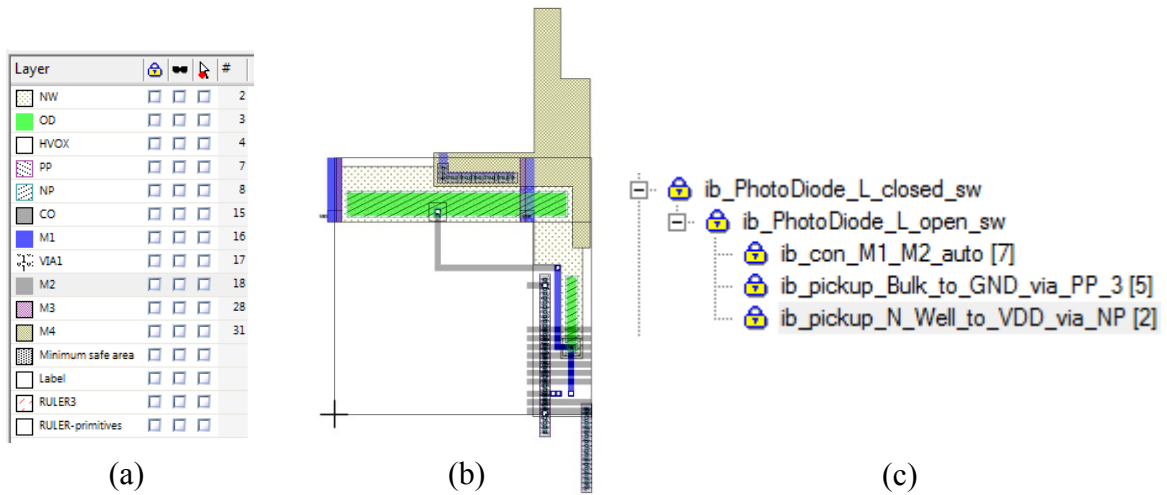 Layer #
NW 2
OD 3
HVOX 4
PP 7
NP 8
CO 15
M1 16
VIA1 17
M2 18
M3 28
M4 31
Minimum safe area
Label
RULER3
RULER-primitives
(a)
(b)
ib_PhotoDiode_L_closed_sw
ib_PhotoDiode_L_open_sw
ib_con_M1_M2_auto [7]
ib_pickup_Bulk_to_GND_via_PP_3 [5]
ib_pickup_N_Well_to_VDD_via_NP [2]
(c)